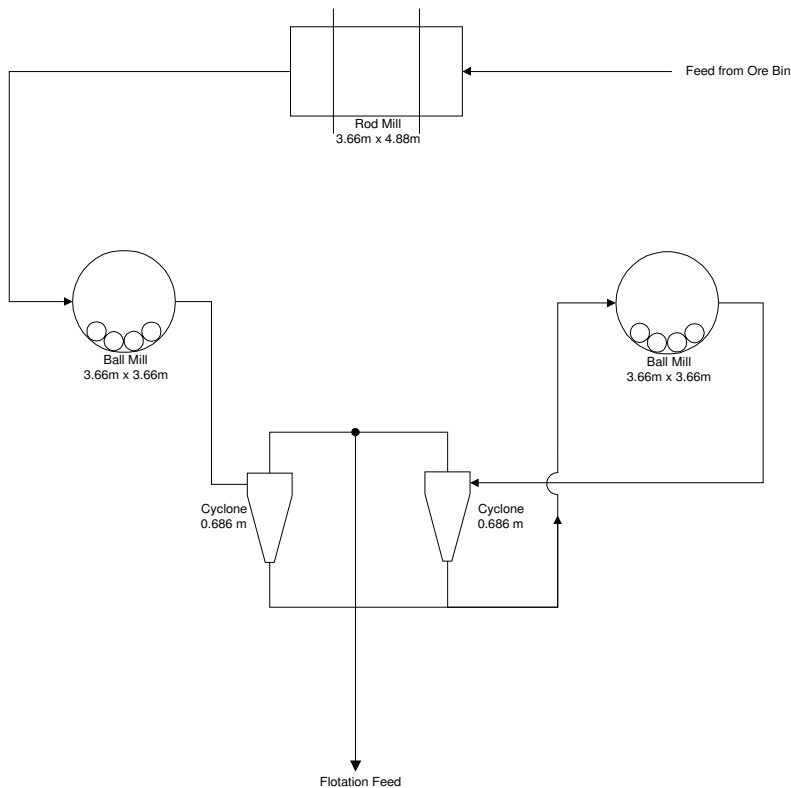 Feed from Ore Bin
Rod Mill
3.66m x 4.88m
Ball Mill
3.66m x 3.66m
Ball Mill
3.66m x 3.66m
Cyclone
0.686 m
Cyclone
0.686 m
Flotation Feed